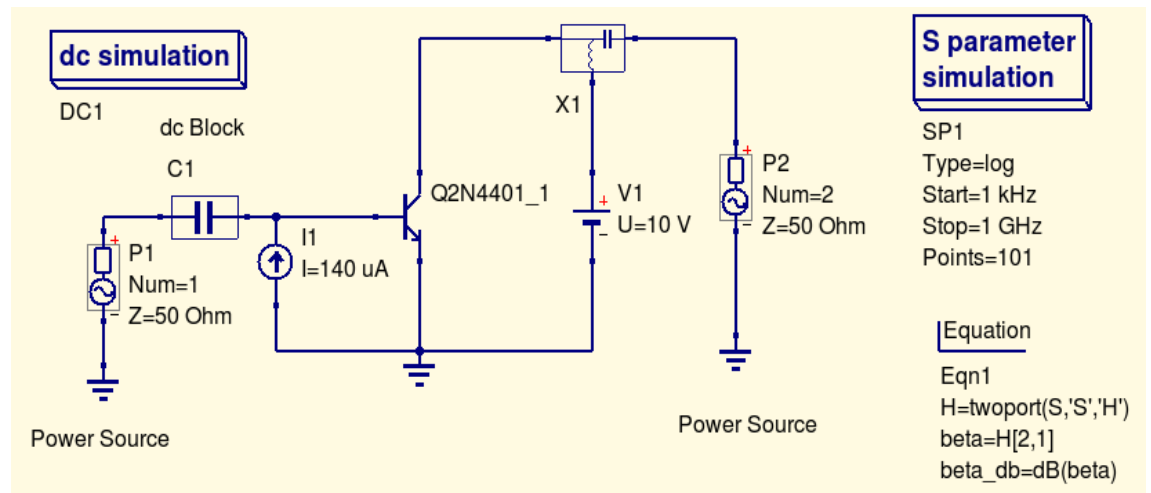 dc simulation
DC1
dc Block
C1
P1
Num=1
Z=50 Ohm
Power Source
I1
I=140 uA
Q2N4401_1
X1
V1
U=10 V
P2
Num=2
Z=50 Ohm
Power Source
S parameter
simulation
SP1
Type=log
Start=1 kHz
Stop=1 GHz
Points=101
Equation
Eqn1
H=twoport(S,'S','H')
beta=H[2,1]
beta_db=dB(beta)